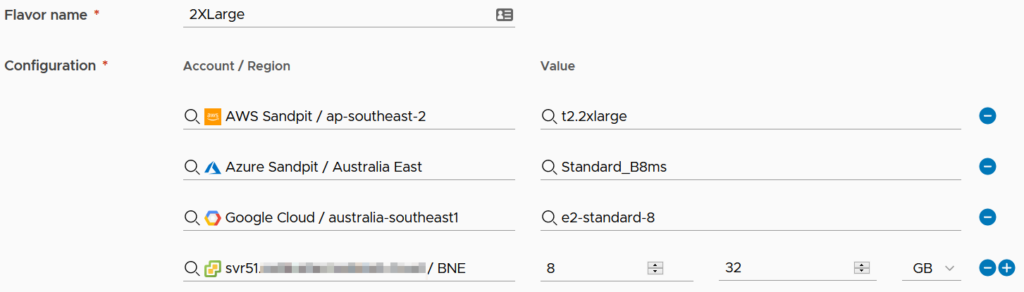 Flavor name * 2XLarge
Configuration * Account / Region Value
AWS Sandpit / ap-southeast-2 t2.2xlarge
Azure Sandpit / Australia East Standard_B8ms
Google Cloud / australia-southeast1 e2-standard-8
svr51. / BNE 8 32 GB